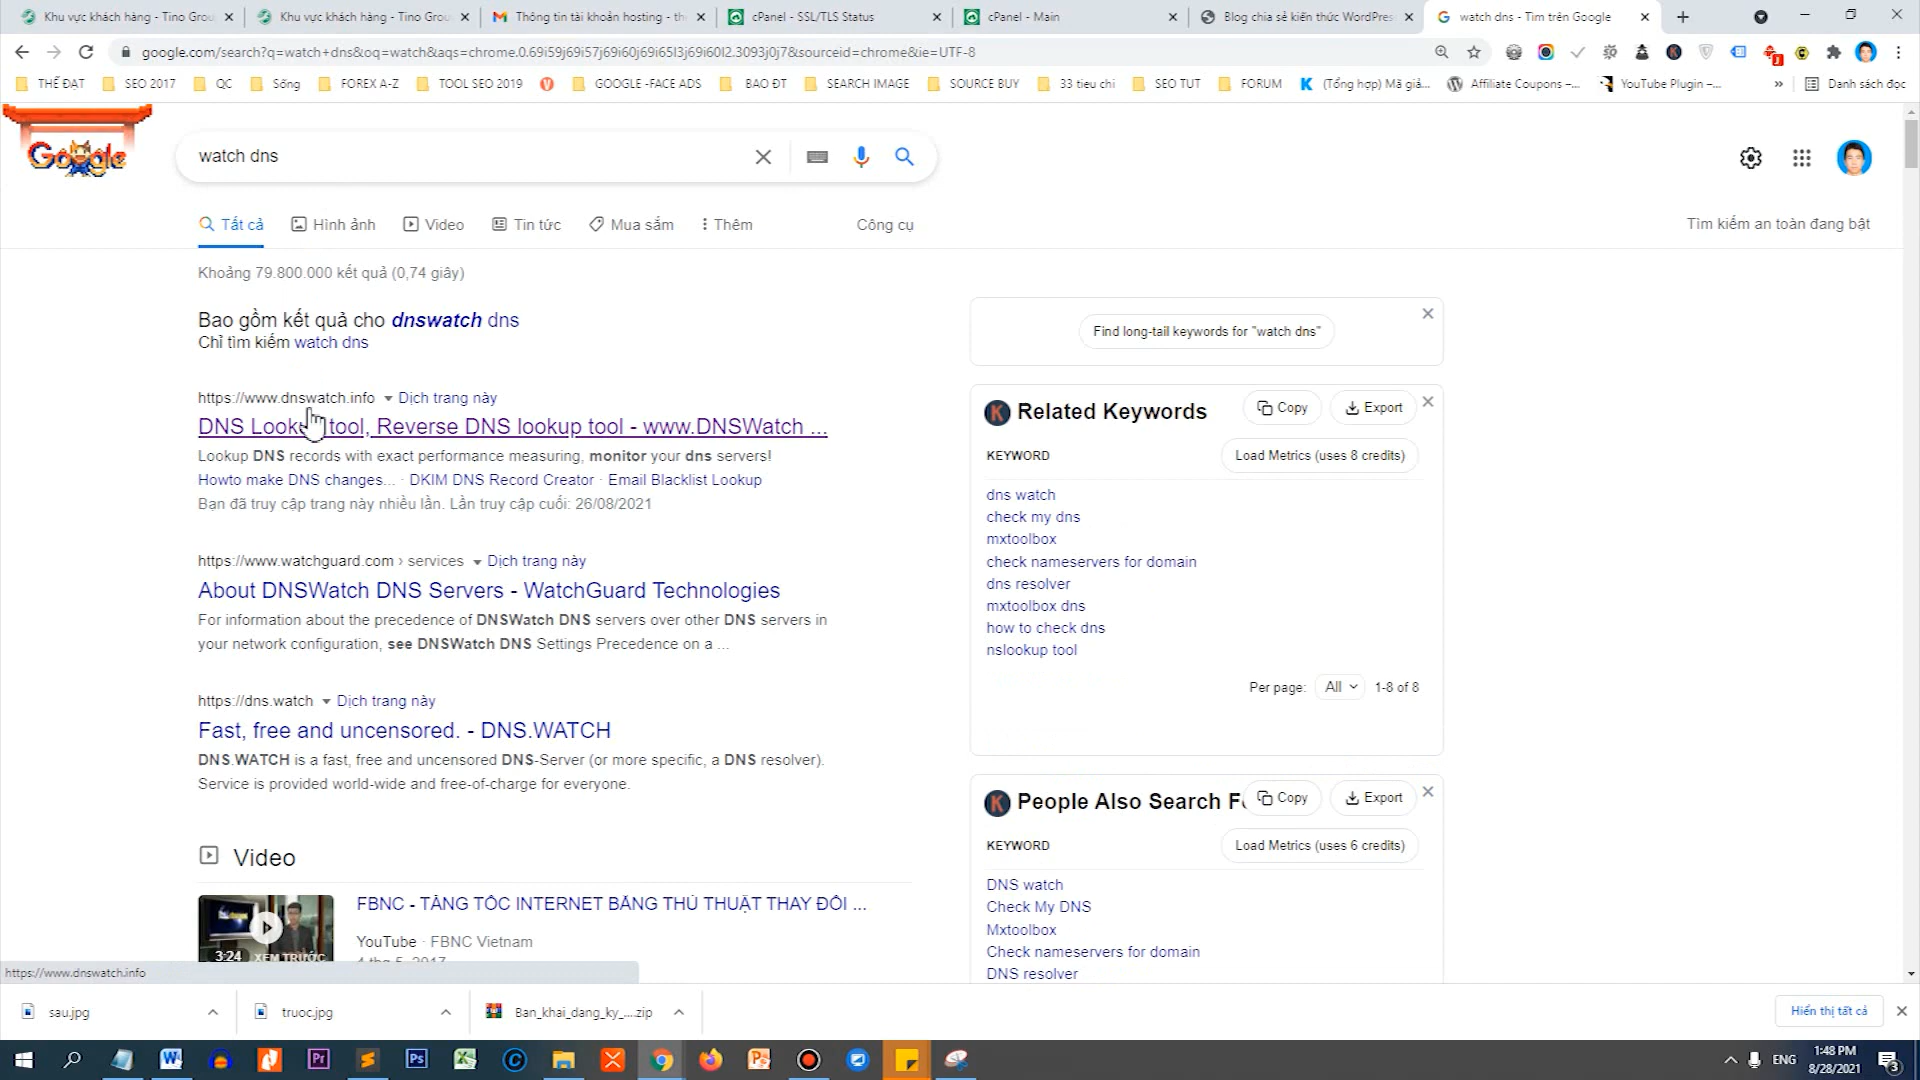 Khu vực khách hàng - Tino Grou
Khu vực khách hàng - Tino Grou
Thông tin tài khoản hosting - th
cPanel - SSL/TLS Status
cPanel - Main
Blog chia sẻ kiến thức WordPres
watch dns - Tìm trên Google
google.com/search?q=watch+dns&oq=watch&aqs=chrome.0.69i59j69i57j69i60j69i65l3j69i60l2.3093j0j7&sourceid=chrome&ie=UTF-8
THẾ ĐẠT
SEO 2017
QC
Sống
FOREX A-Z
TOOL SEO 2019
GOOGLE -FACE ADS
BAO ĐT
SEARCH IMAGE
SOURCE BUY
33 tieu chi
SEO TUT
FORUM
(Tổng hợp) Mã giả...
Affiliate Coupons –...
YouTube Plugin –...
»
Danh sách đọc
Google
watch dns
Tất cả
Hình ảnh
Video
Tin tức
Mua sắm
Thêm
Công cụ
Tìm kiếm an toàn đang bật
Khoảng 79.800.000 kết quả (0,74 giây)
Bao gồm kết quả cho dnswatch dns
Chỉ tìm kiếm watch dns
https://www.dnswatch.info
Dịch trang này
DNS Look tool, Reverse DNS lookup tool - www.DNSWatch ...
Lookup DNS records with exact performance measuring, monitor your dns servers!
Howto make DNS changes... · DKIM DNS Record Creator · Email Blacklist Lookup
Bạn đã truy cập trang này nhiều lần. Lần truy cập cuối: 26/08/2021
https://www.watchguard.com › services
Dịch trang này
About DNSWatch DNS Servers - WatchGuard Technologies
For information about the precedence of DNSWatch DNS servers over other DNS servers in
your network configuration, see DNSWatch DNS Settings Precedence on a ...
https://dns.watch
Dịch trang này
Fast, free and uncensored. - DNS.WATCH
DNS.WATCH is a fast, free and uncensored DNS-Server (or more specific, a DNS resolver).
Service is provided world-wide and free-of-charge for everyone.
Video
FBNC - TĂNG TỐC INTERNET BẰNG THỦ THUẬT THAY ĐỔI ...
YouTube · FBNC Vietnam
3:24
XEM TRƯỚC
4 thg 5, 2017
Find long-tail keywords for "watch dns"
Related Keywords
Copy
Export
KEYWORD
Load Metrics (uses 8 credits)
dns watch
check my dns
mxtoolbox
check nameservers for domain
dns resolver
mxtoolbox dns
how to check dns
nslookup tool
Per page:
All
1-8 of 8
People Also Search F
Copy
Export
KEYWORD
Load Metrics (uses 6 credits)
DNS watch
Check My DNS
Mxtoolbox
Check nameservers for domain
DNS resolver
https://www.dnswatch.info
sau.jpg
truoc.jpg
Ban_khai_dang_ky_....zip
Hiển thị tất cả
ENG
1:48 PM
8/28/2021
3